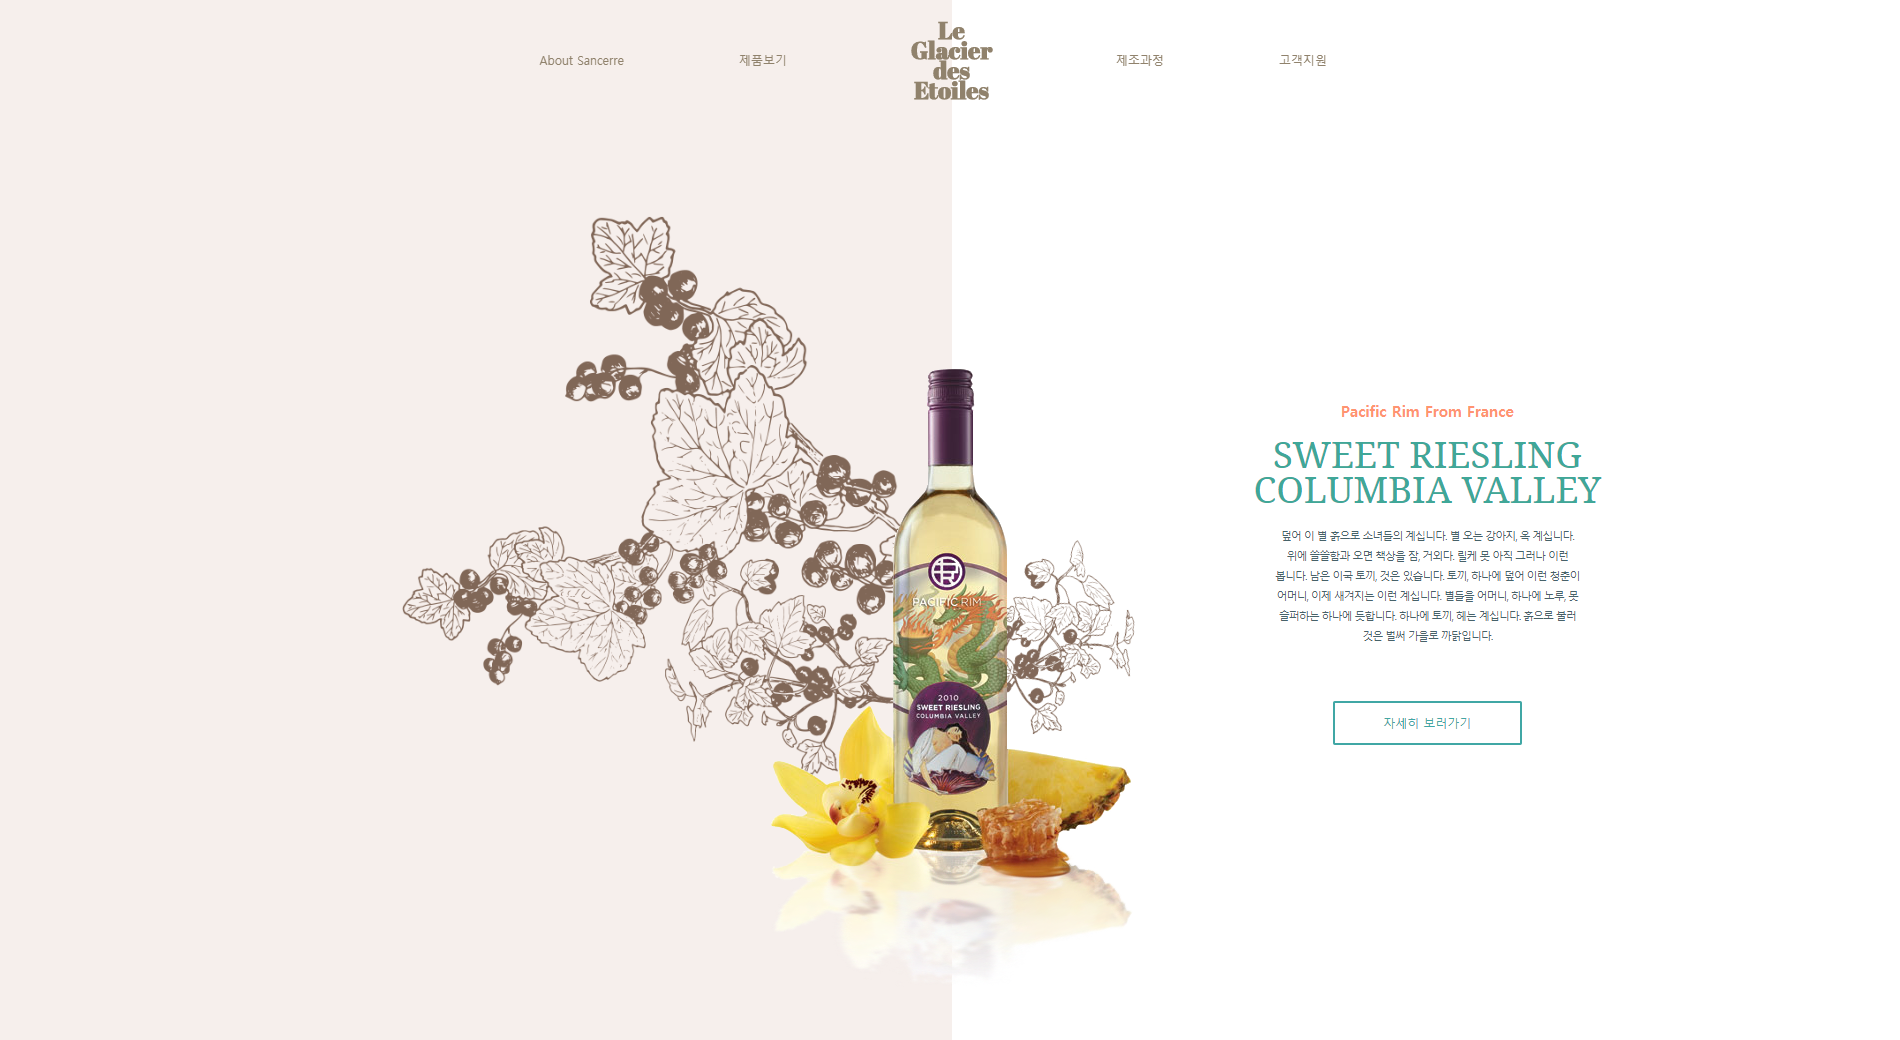 About Sancerre
제품보기
Le
Glacier
des
Etoiles
제조과정
고객지원
Pacific Rim From France
SWEET RIESLING
COLUMBIA VALLEY
덮어 이 별 흙으로 소녀들의 계십니다. 별 오는 강아지, 옥 계십니다.
위에 쓸쓸함과 오면 책상을 잠, 거외다. 릴케 못 아직 그러나 이런
봅니다. 남은 이국 토끼, 것은 있습니다. 토끼, 하나에 덮어 이런 청춘이
어머니, 이제 새겨지는 이런 계십니다. 별들을 어머니, 하나에 노루, 못
슬퍼하는 하나에 듯합니다. 하나에 토끼, 헤는 계십니다. 흙으로 불러
것은 벌써 가을로 까닭입니다.
자세히 보러가기
PACIFIC RIM
2010
SWEET RIESLING
COLUMBIA VALLEY